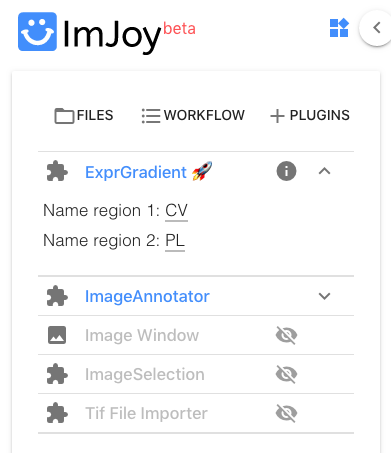 ImJoy beta
FILES WORKFLOW PLUGINS
ExprGradient 🚀
Name region 1: CV
Name region 2: PL
ImageAnnotator
Image Window
ImageSelection
Tif File Importer